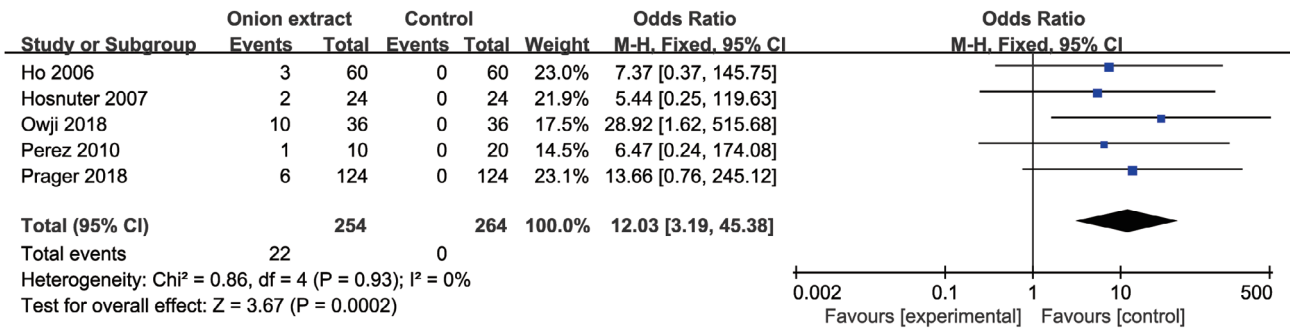 Onion extract Control Odds Ratio Odds Ratio
Study or Subgroup Events Total Events Total Weight M-H, Fixed, 95% CI M-H, Fixed, 95% CI
Ho 2006 3 60 0 60 23.0% 7.37 [0.37, 145.75]
Hosnuter 2007 2 24 0 24 21.9% 5.44 [0.25, 119.63]
Owji 2018 10 36 0 36 17.5% 28.92 [1.62, 515.68]
Perez 2010 1 10 0 20 14.5% 6.47 [0.24, 174.08]
Prager 2018 6 124 0 124 23.1% 13.66 [0.76, 245.12]
Total (95% CI) 254 264 100.0% 12.03 [3.19, 45.38]
Total events 22 0
Heterogeneity: Chi² = 0.86, df = 4 (P = 0.93); I² = 0%
Test for overall effect: Z = 3.67 (P = 0.0002)
0.002 0.1 1 10 500
Favours [experimental] Favours [control]